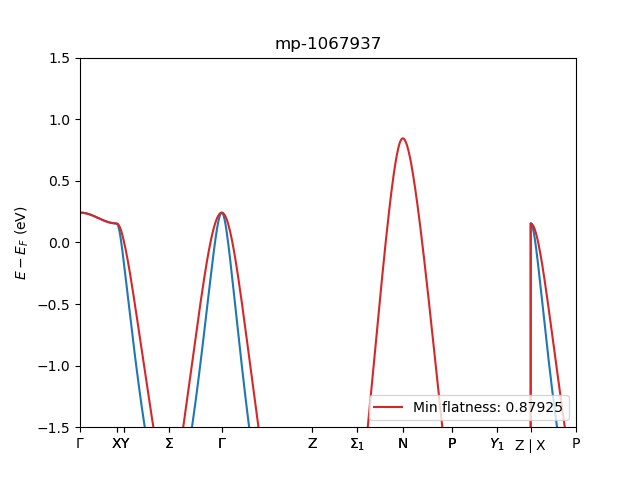 mp-1067937
E − E_F (eV)
1.5
1.0
0.5
0.0
−0.5
−1.0
−1.5
Min flatness: 0.87925
Γ X Y Σ Γ Z Σ₁ N P Y₁ Z | X P